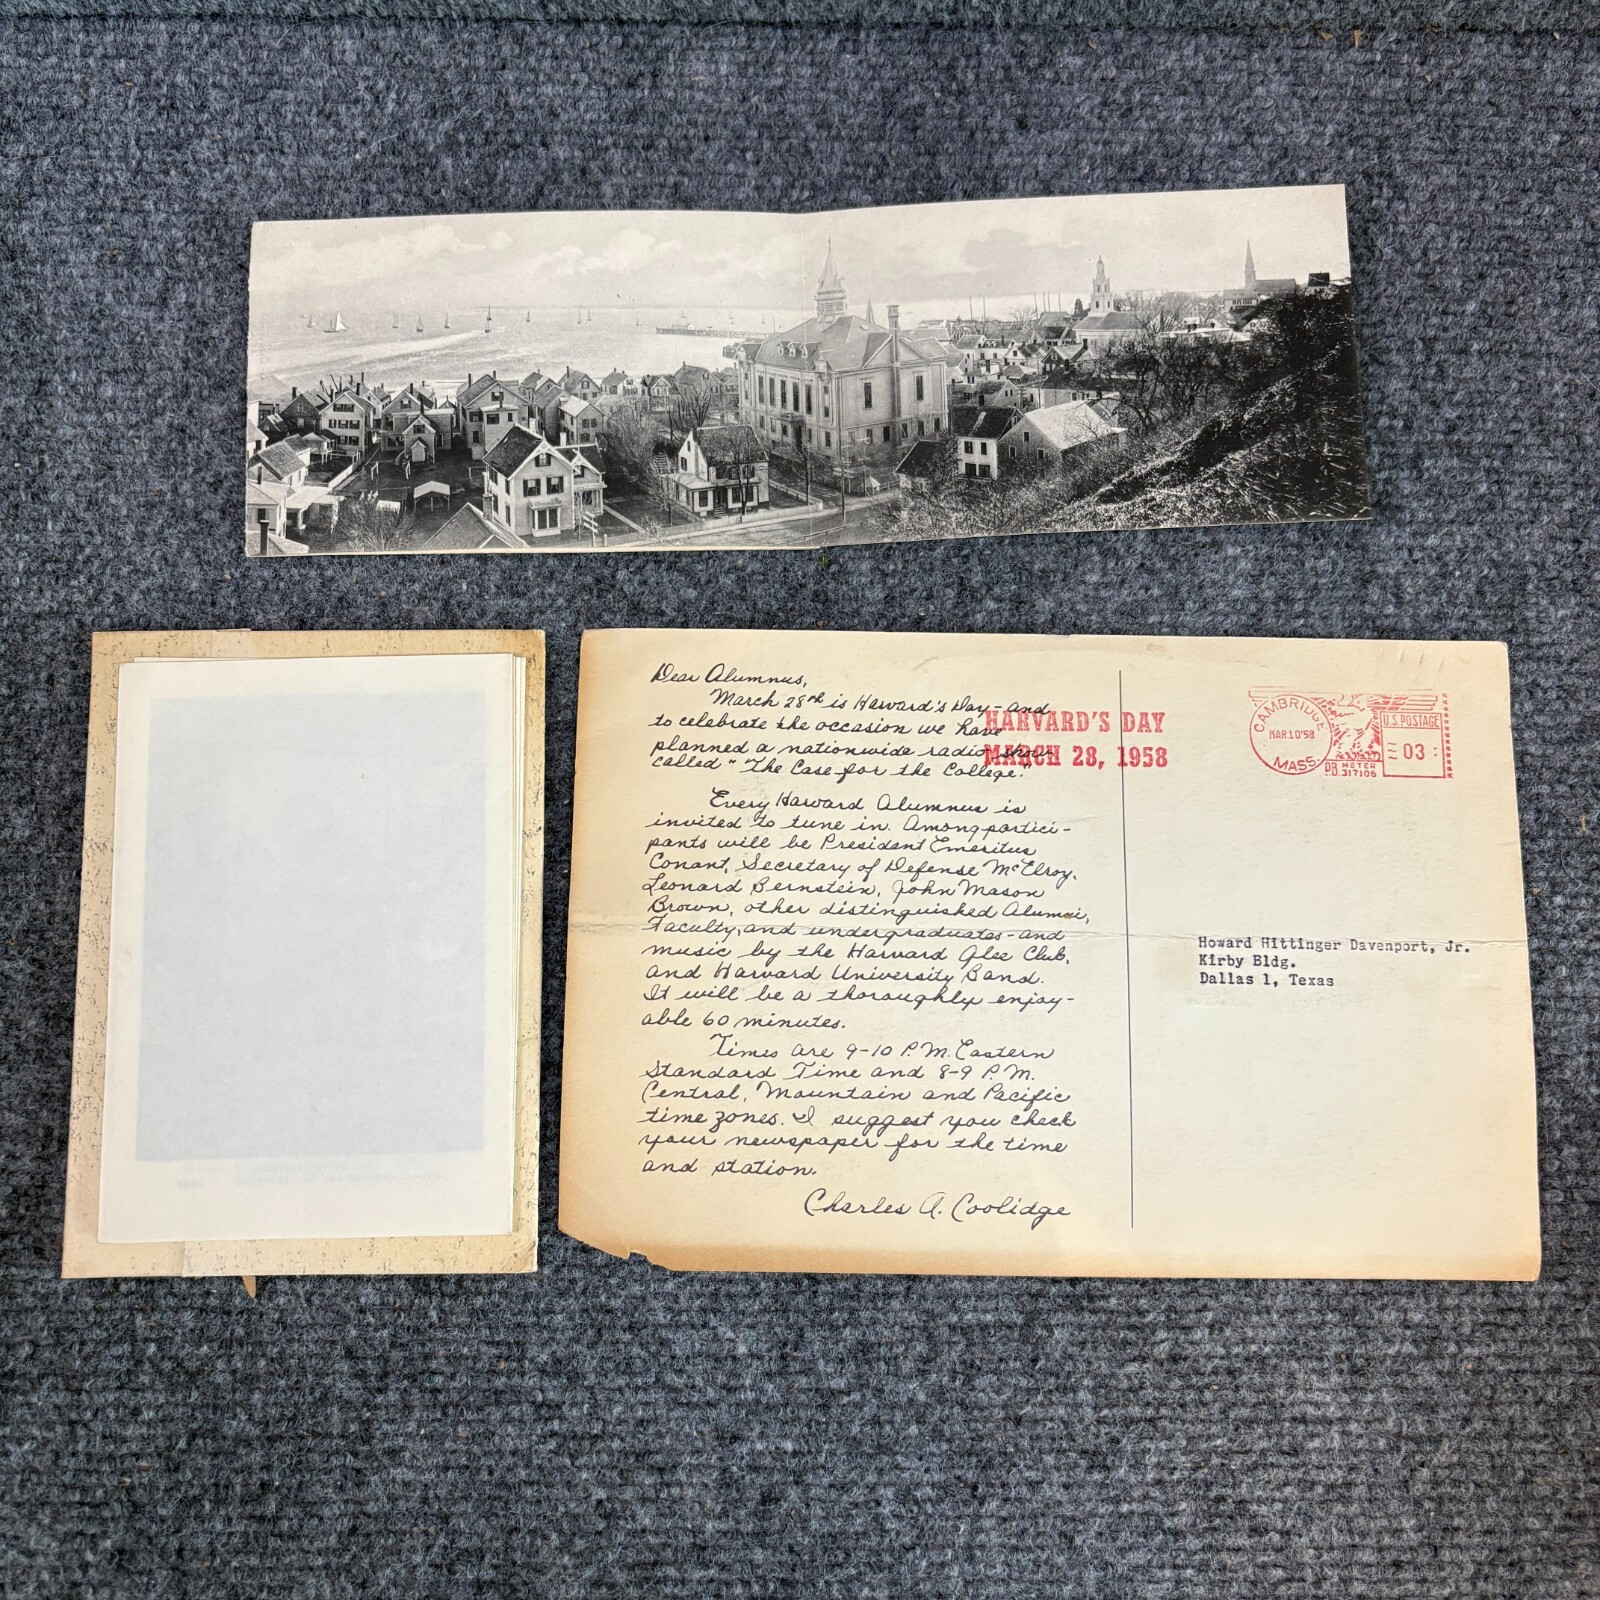 Dear Alumnus,
March 28th is Harvard's Day - and
to celebrate the occasion we have
planned a nationwide radio show
called "The Case for the College."
Every Harvard Alumnus is
invited to tune in. Among partici-
pants will be President Emeritus
Conant, Secretary of Defense McElroy,
Leonard Bernstein, John Mason
Brown, other distinguished Alumni,
Faculty, and undergraduates - and
music by the Harvard Glee Club,
and Harvard University Band.
It will be a thoroughly enjoy-
able 60 minutes.
Times are 9-10 P.M. Eastern
Standard Time and 8-9 P.M.
Central, Mountain and Pacific
time zones. I suggest you check
your newspaper for the time
and station.
Charles A. Coolidge
HARVARD'S DAY
MARCH 28, 1958
CAMBRIDGE
MAR 10 '58
MASS.
U.S. POSTAGE
03
P.B. METER
317106
Howard Hittinger Davenport, Jr.
Kirby Bldg.
Dallas 1, Texas